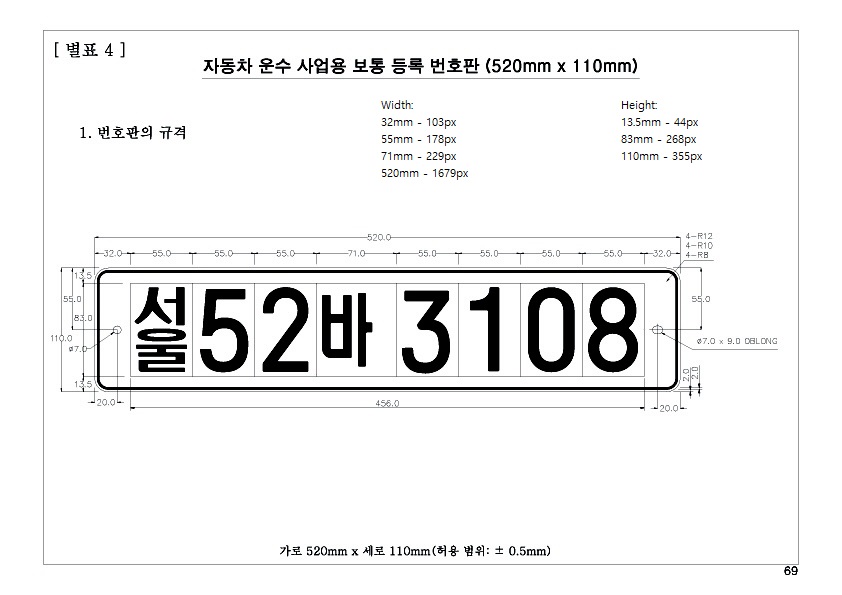 [ 별표 4 ]
자동차 운수 사업용 보통 등록 번호판 (520mm x 110mm)
1. 번호판의 규격
Width:
32mm - 103px
55mm - 178px
71mm - 229px
520mm - 1679px
Height:
13.5mm - 44px
83mm - 268px
110mm - 355px
520.0
4-R12
4-R10
4-R8
32.0 55.0 55.0 55.0 71.0 55.0 55.0 55.0 55.0 32.0
13.5
55.0
83.0
110.0
ø7.0
13.5
서울 52바 3108
55.0
ø7.0 x 9.0 OBLONG
2.0
2.0
20.0
456.0
20.0
가로 520mm x 세로 110mm(허용 범위: ± 0.5mm)
69